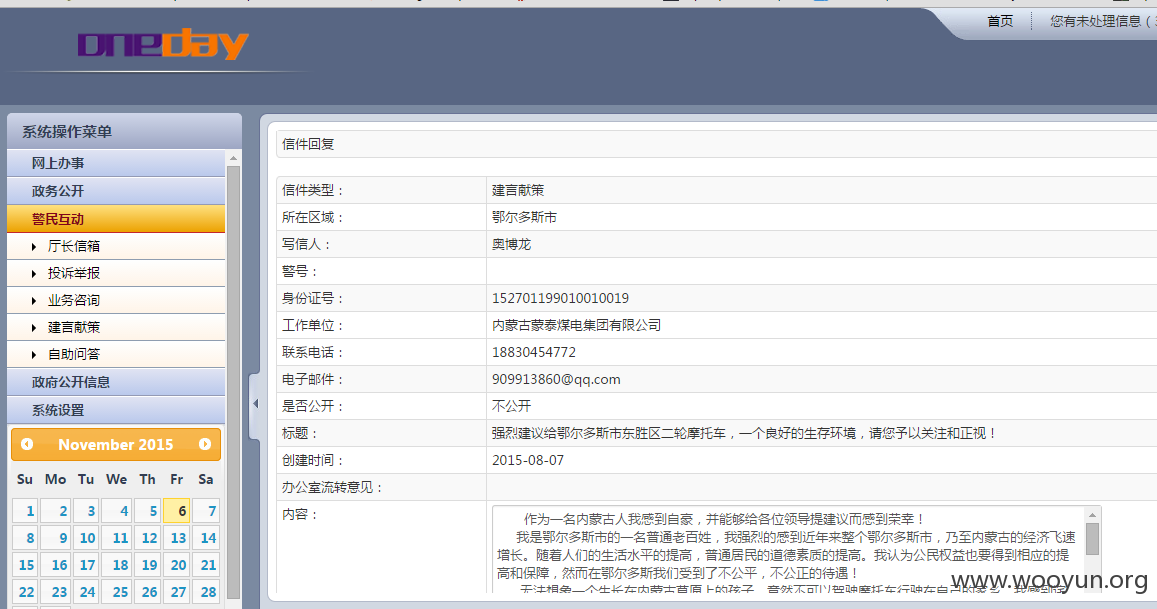 oneday
首页
您有未处理信息（
系统操作菜单
网上办事
政务公开
警民互动
厅长信箱
投诉举报
业务咨询
建言献策
自助问答
政府公开信息
系统设置
November 2015
Su Mo Tu We Th Fr Sa
1 2 3 4 5 6 7
8 9 10 11 12 13 14
15 16 17 18 19 20 21
22 23 24 25 26 27 28
信件回复
信件类型： 建言献策
所在区域： 鄂尔多斯市
写信人： 奥博龙
警号：
身份证号： 152701199010010019
工作单位： 内蒙古蒙泰煤电集团有限公司
联系电话： 18830454772
电子邮件： 909913860@qq.com
是否公开： 不公开
标题： 强烈建议给鄂尔多斯市东胜区二轮摩托车，一个良好的生存环境，请您予以关注和正视！
创建时间： 2015-08-07
办公室流转意见：
内容： 作为一名内蒙古人我感到自豪，并能够给各位领导提建议而感到荣幸！
我是鄂尔多斯市的一名普通老百姓，我强烈的感到近年来整个鄂尔多斯市，乃至内蒙古的经济飞速
增长。随着人们的生活水平的提高，普通居民的道德素质的提高。我认为公民权益也要得到相应的提
高和保障，然而在鄂尔多斯我们受到了不公平，不公正的待遇！
www.wooyun.org